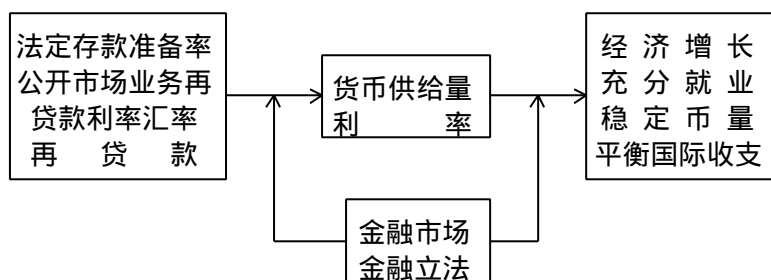 法定存款准备率
公开市场业务再
贷款利率汇率
再贷款
货币供给量
利率
经济增长
充分就业
稳定币量
平衡国际收支
金融市场
金融立法